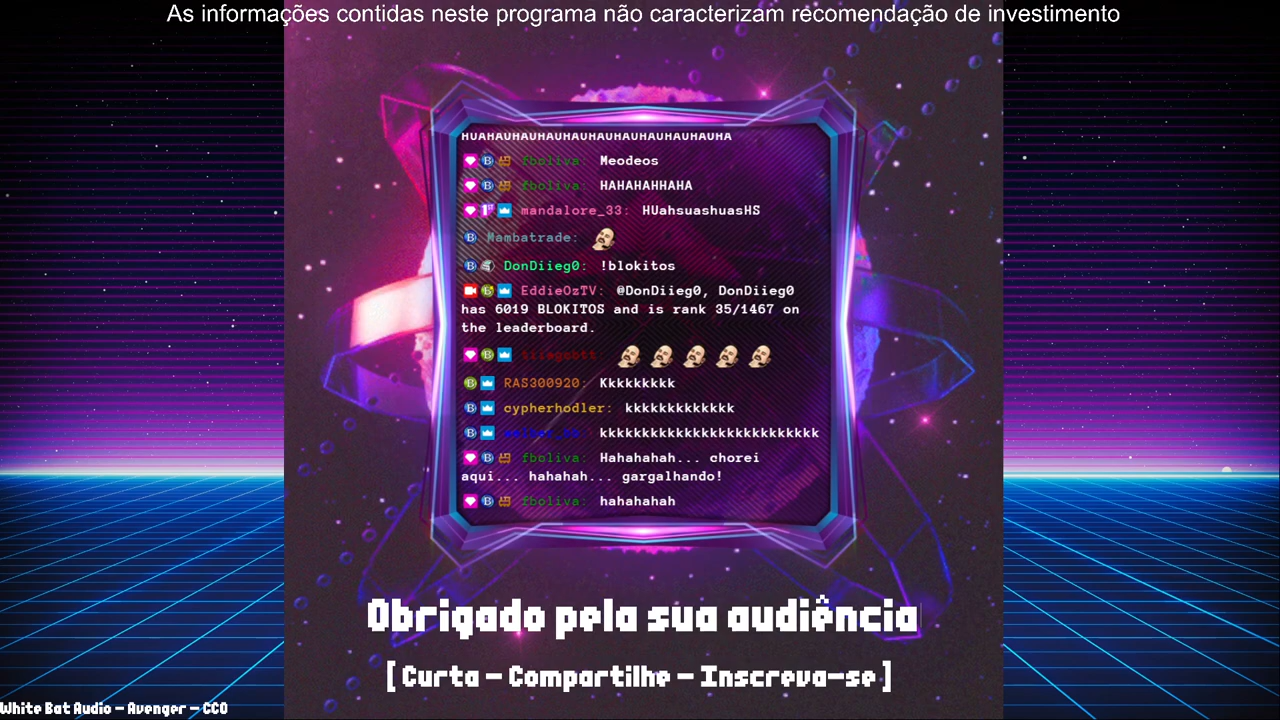 As informações contidas neste programa não caracterizam recomendação de investimento
HUAHAUHAUHAUHAUHAUHAUHAUHAUHAUHA
fboliva: Meodeos
fboliva: HAHAHAHHAHA
mandalore_33: HUahsuashuasHS
Mambatrade:
DonDiieg0: !blokitos
EddieOzTV: @DonDiieg0, DonDiieg0
has 6019 BLOKITOS and is rank 35/1467 on
the leaderboard.
RAS300920: Kkkkkkkkk
cypherhodler: kkkkkkkkkkkkk
kkkkkkkkkkkkkkkkkkkkkkkkkk
fboliva: Hahahahah... chorei
aqui... hahahah... gargalhando!
fboliva: hahahahah
Obrigado pela sua audiência
[ Curta - Compartilhe - Inscreva-se ]
White Bat Audio - Avenger - CC0